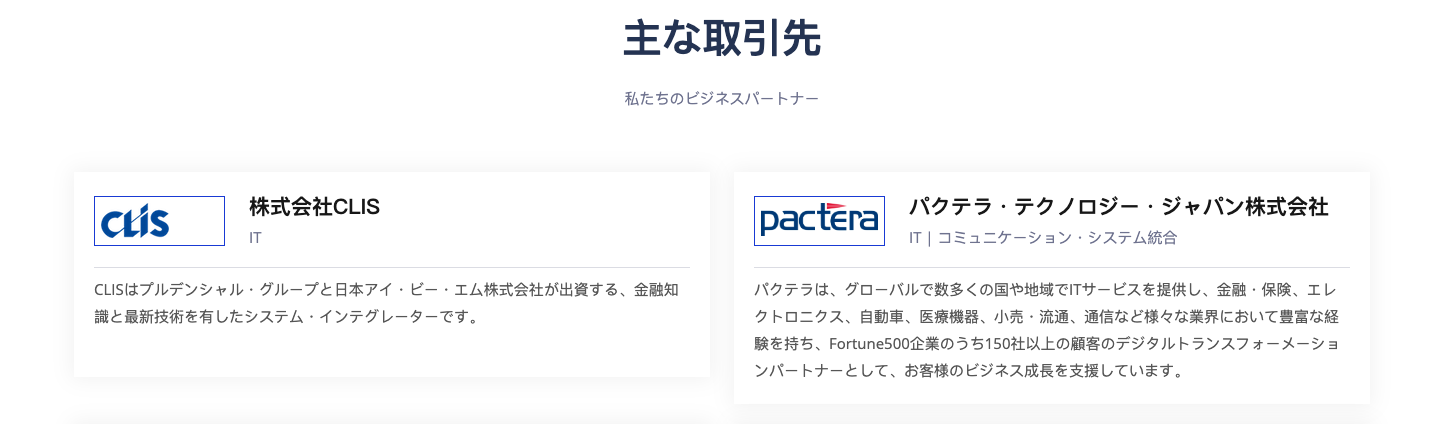 主な取引先
私たちのビジネスパートナー
CLIS
株式会社CLIS
IT
CLISはプルデンシャル・グループと日本アイ・ビー・エム株式会社が出資する、金融知
識と最新技術を有したシステム・インテグレーターです。
pactera
パクテラ・テクノロジー・ジャパン株式会社
IT | コミュニケーション・システム統合
パクテラは、グローバルで数多くの国や地域でITサービスを提供し、金融・保険、エレ
クトロニクス、自動車、医療機器、小売・流通、通信など様々な業界において豊富な経
験を持ち、Fortune500企業のうち150社以上の顧客のデジタルトランスフォーメーショ
ンパートナーとして、お客様のビジネス成長を支援しています。